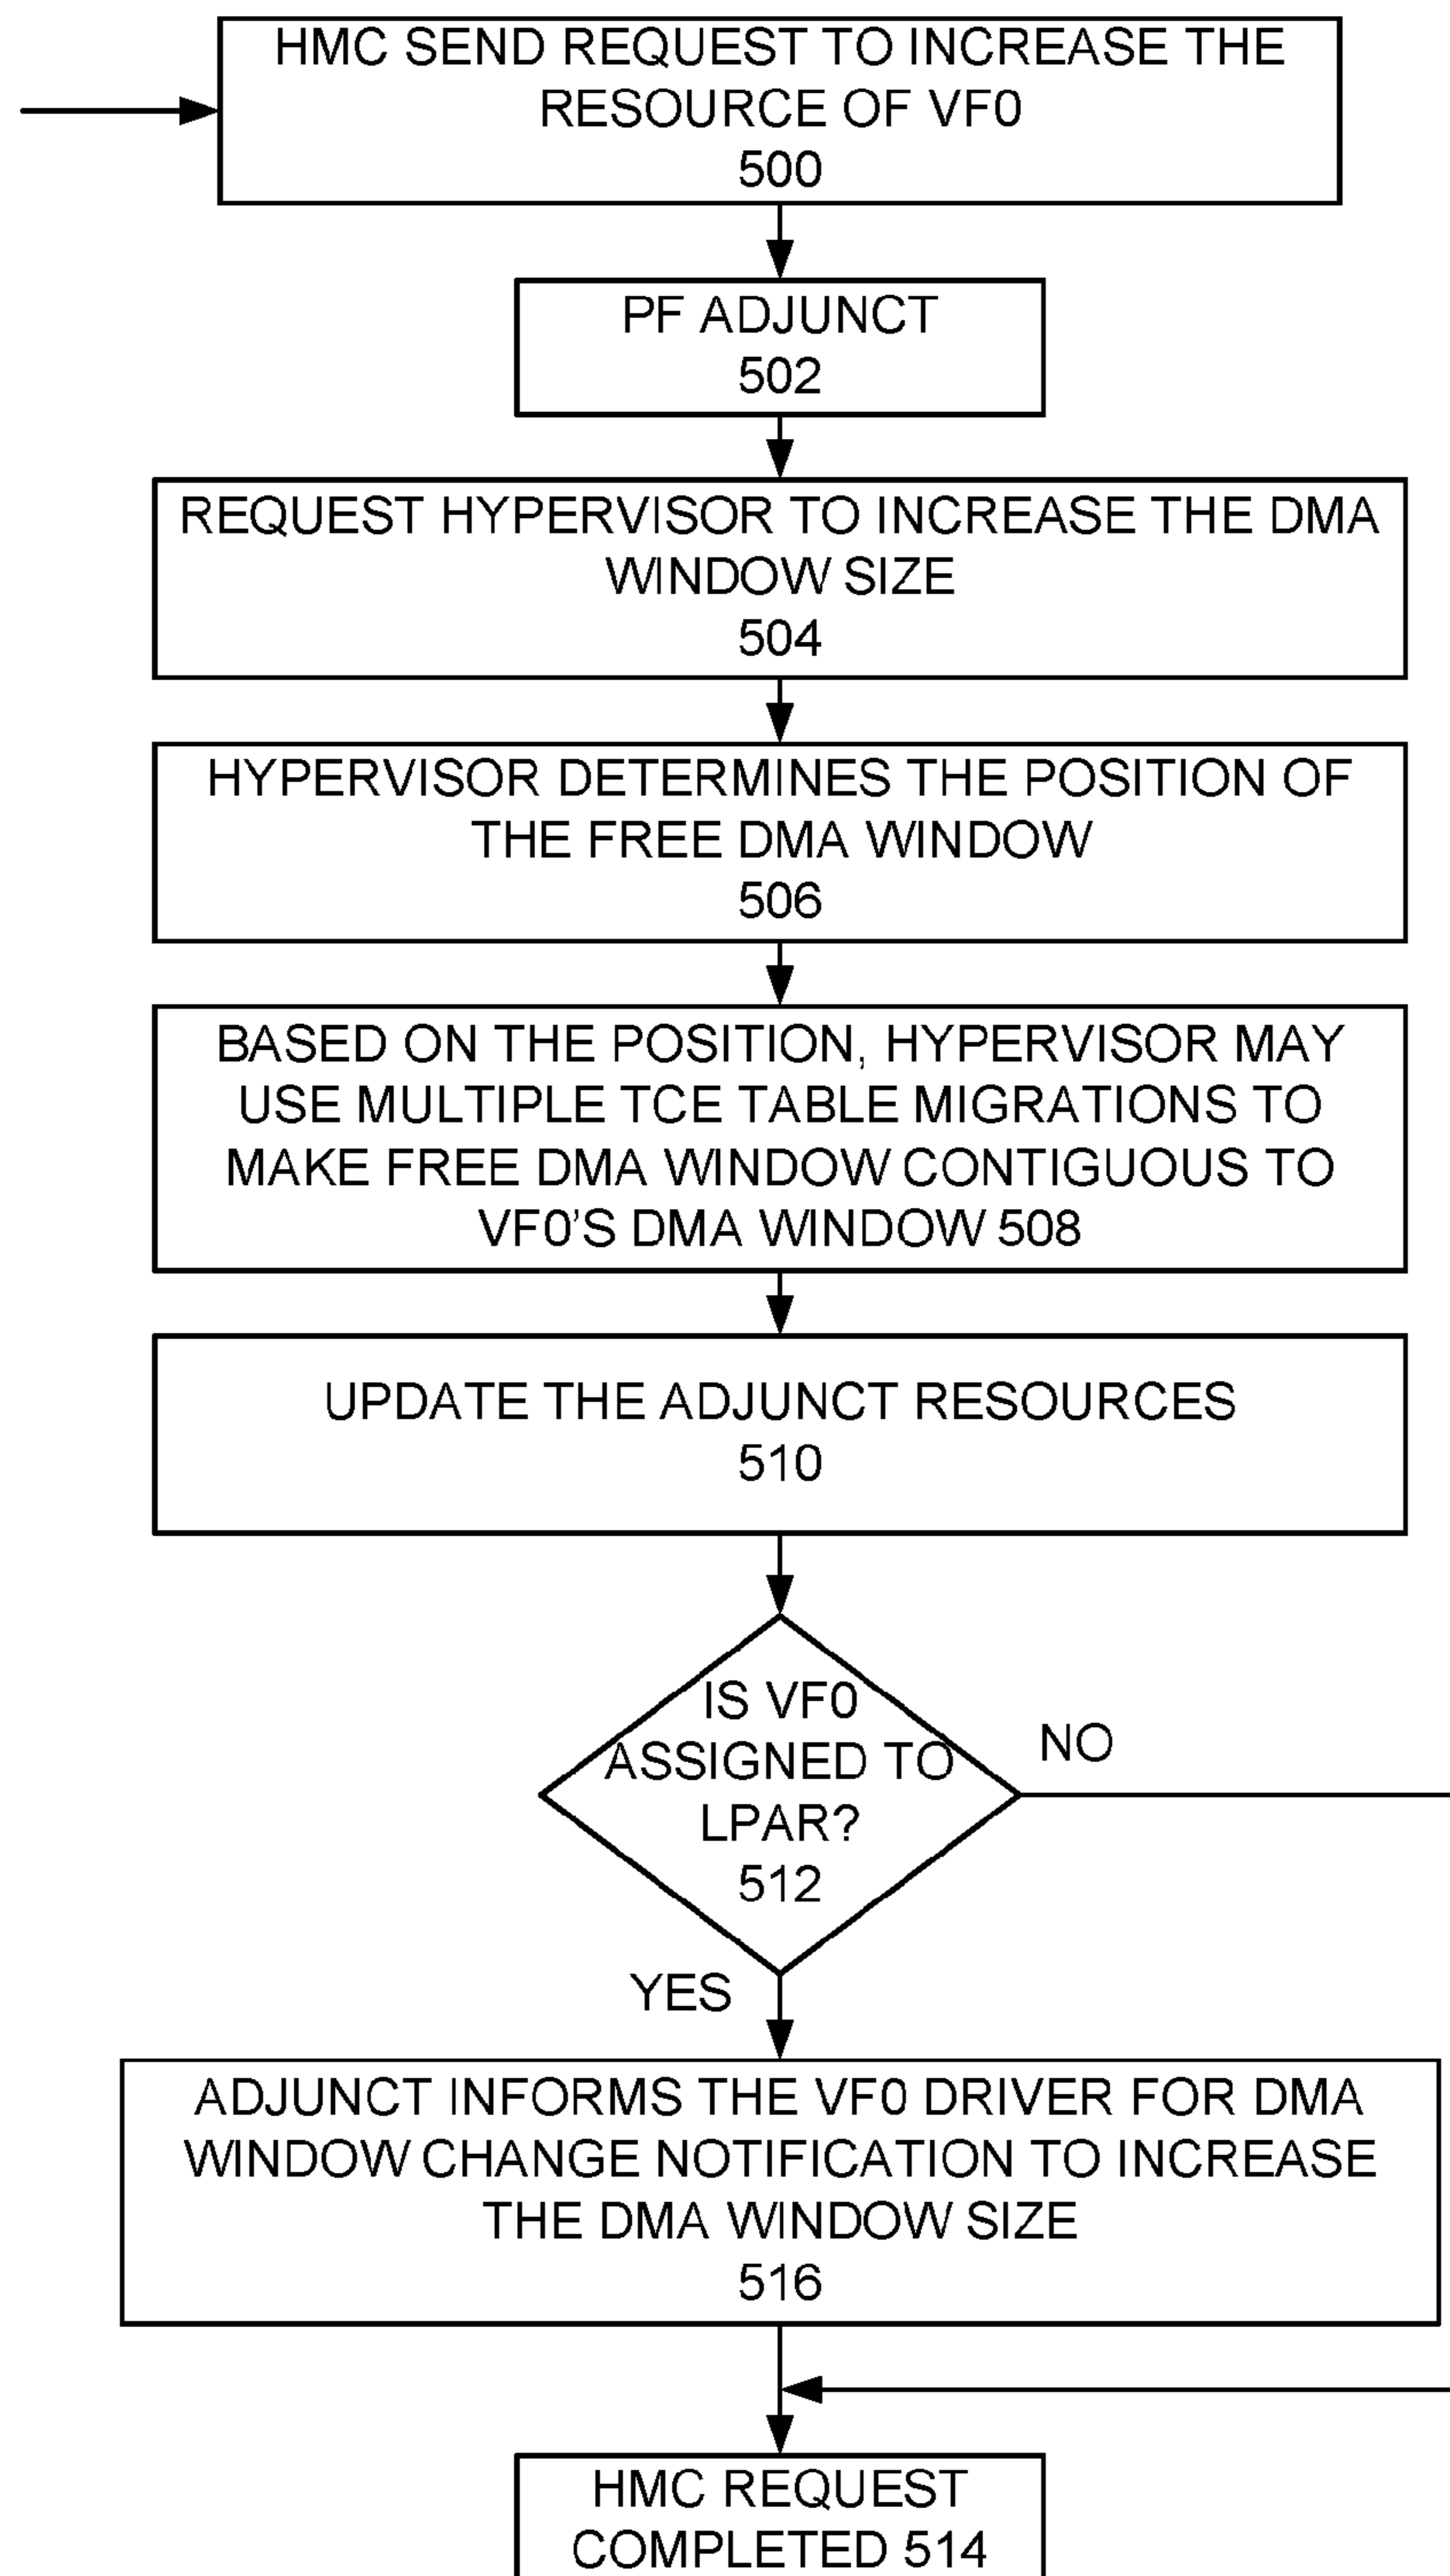 HMC SEND REQUEST TO INCREASE THE
RESOURCE OF VF0
500
PF ADJUNCT
502
REQUEST HYPERVISOR TO INCREASE THE DMA
WINDOW SIZE
504
HYPERVISOR DETERMINES THE POSITION OF
THE FREE DMA WINDOW
506
BASED ON THE POSITION, HYPERVISOR MAY
USE MULTIPLE TCE TABLE MIGRATIONS TO
MAKE FREE DMA WINDOW CONTIGUOUS TO
VF0'S DMA WINDOW 508
UPDATE THE ADJUNCT RESOURCES
510
IS VF0
ASSIGNED TO
LPAR?
512
NO
YES
ADJUNCT INFORMS THE VF0 DRIVER FOR DMA
WINDOW CHANGE NOTIFICATION TO INCREASE
THE DMA WINDOW SIZE
516
HMC REQUEST
COMPLETED 514